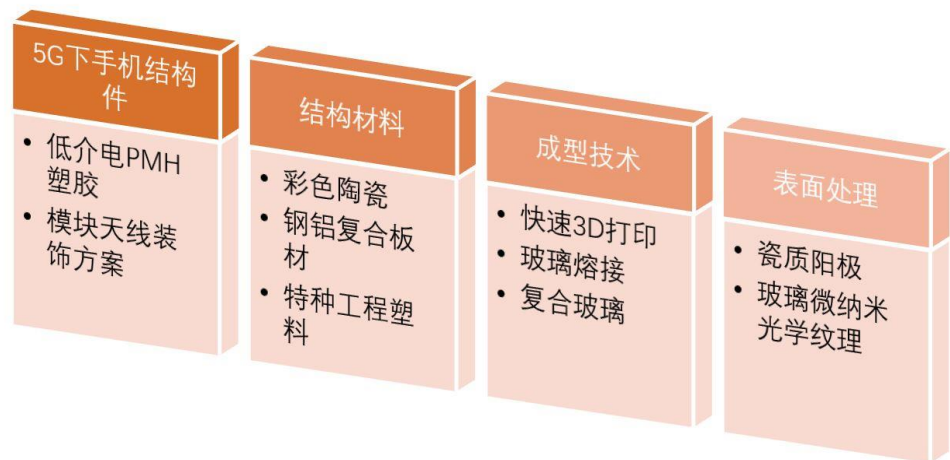 5G下手机结构
件
• 低介电PMH
塑胶
• 模块天线装
饰方案
结构材料
• 彩色陶瓷
• 钢铝复合板
材
• 特种工程塑
料
成型技术
• 快速3D打印
• 玻璃熔接
• 复合玻璃
表面处理
• 瓷质阳极
• 玻璃微纳米
光学纹理